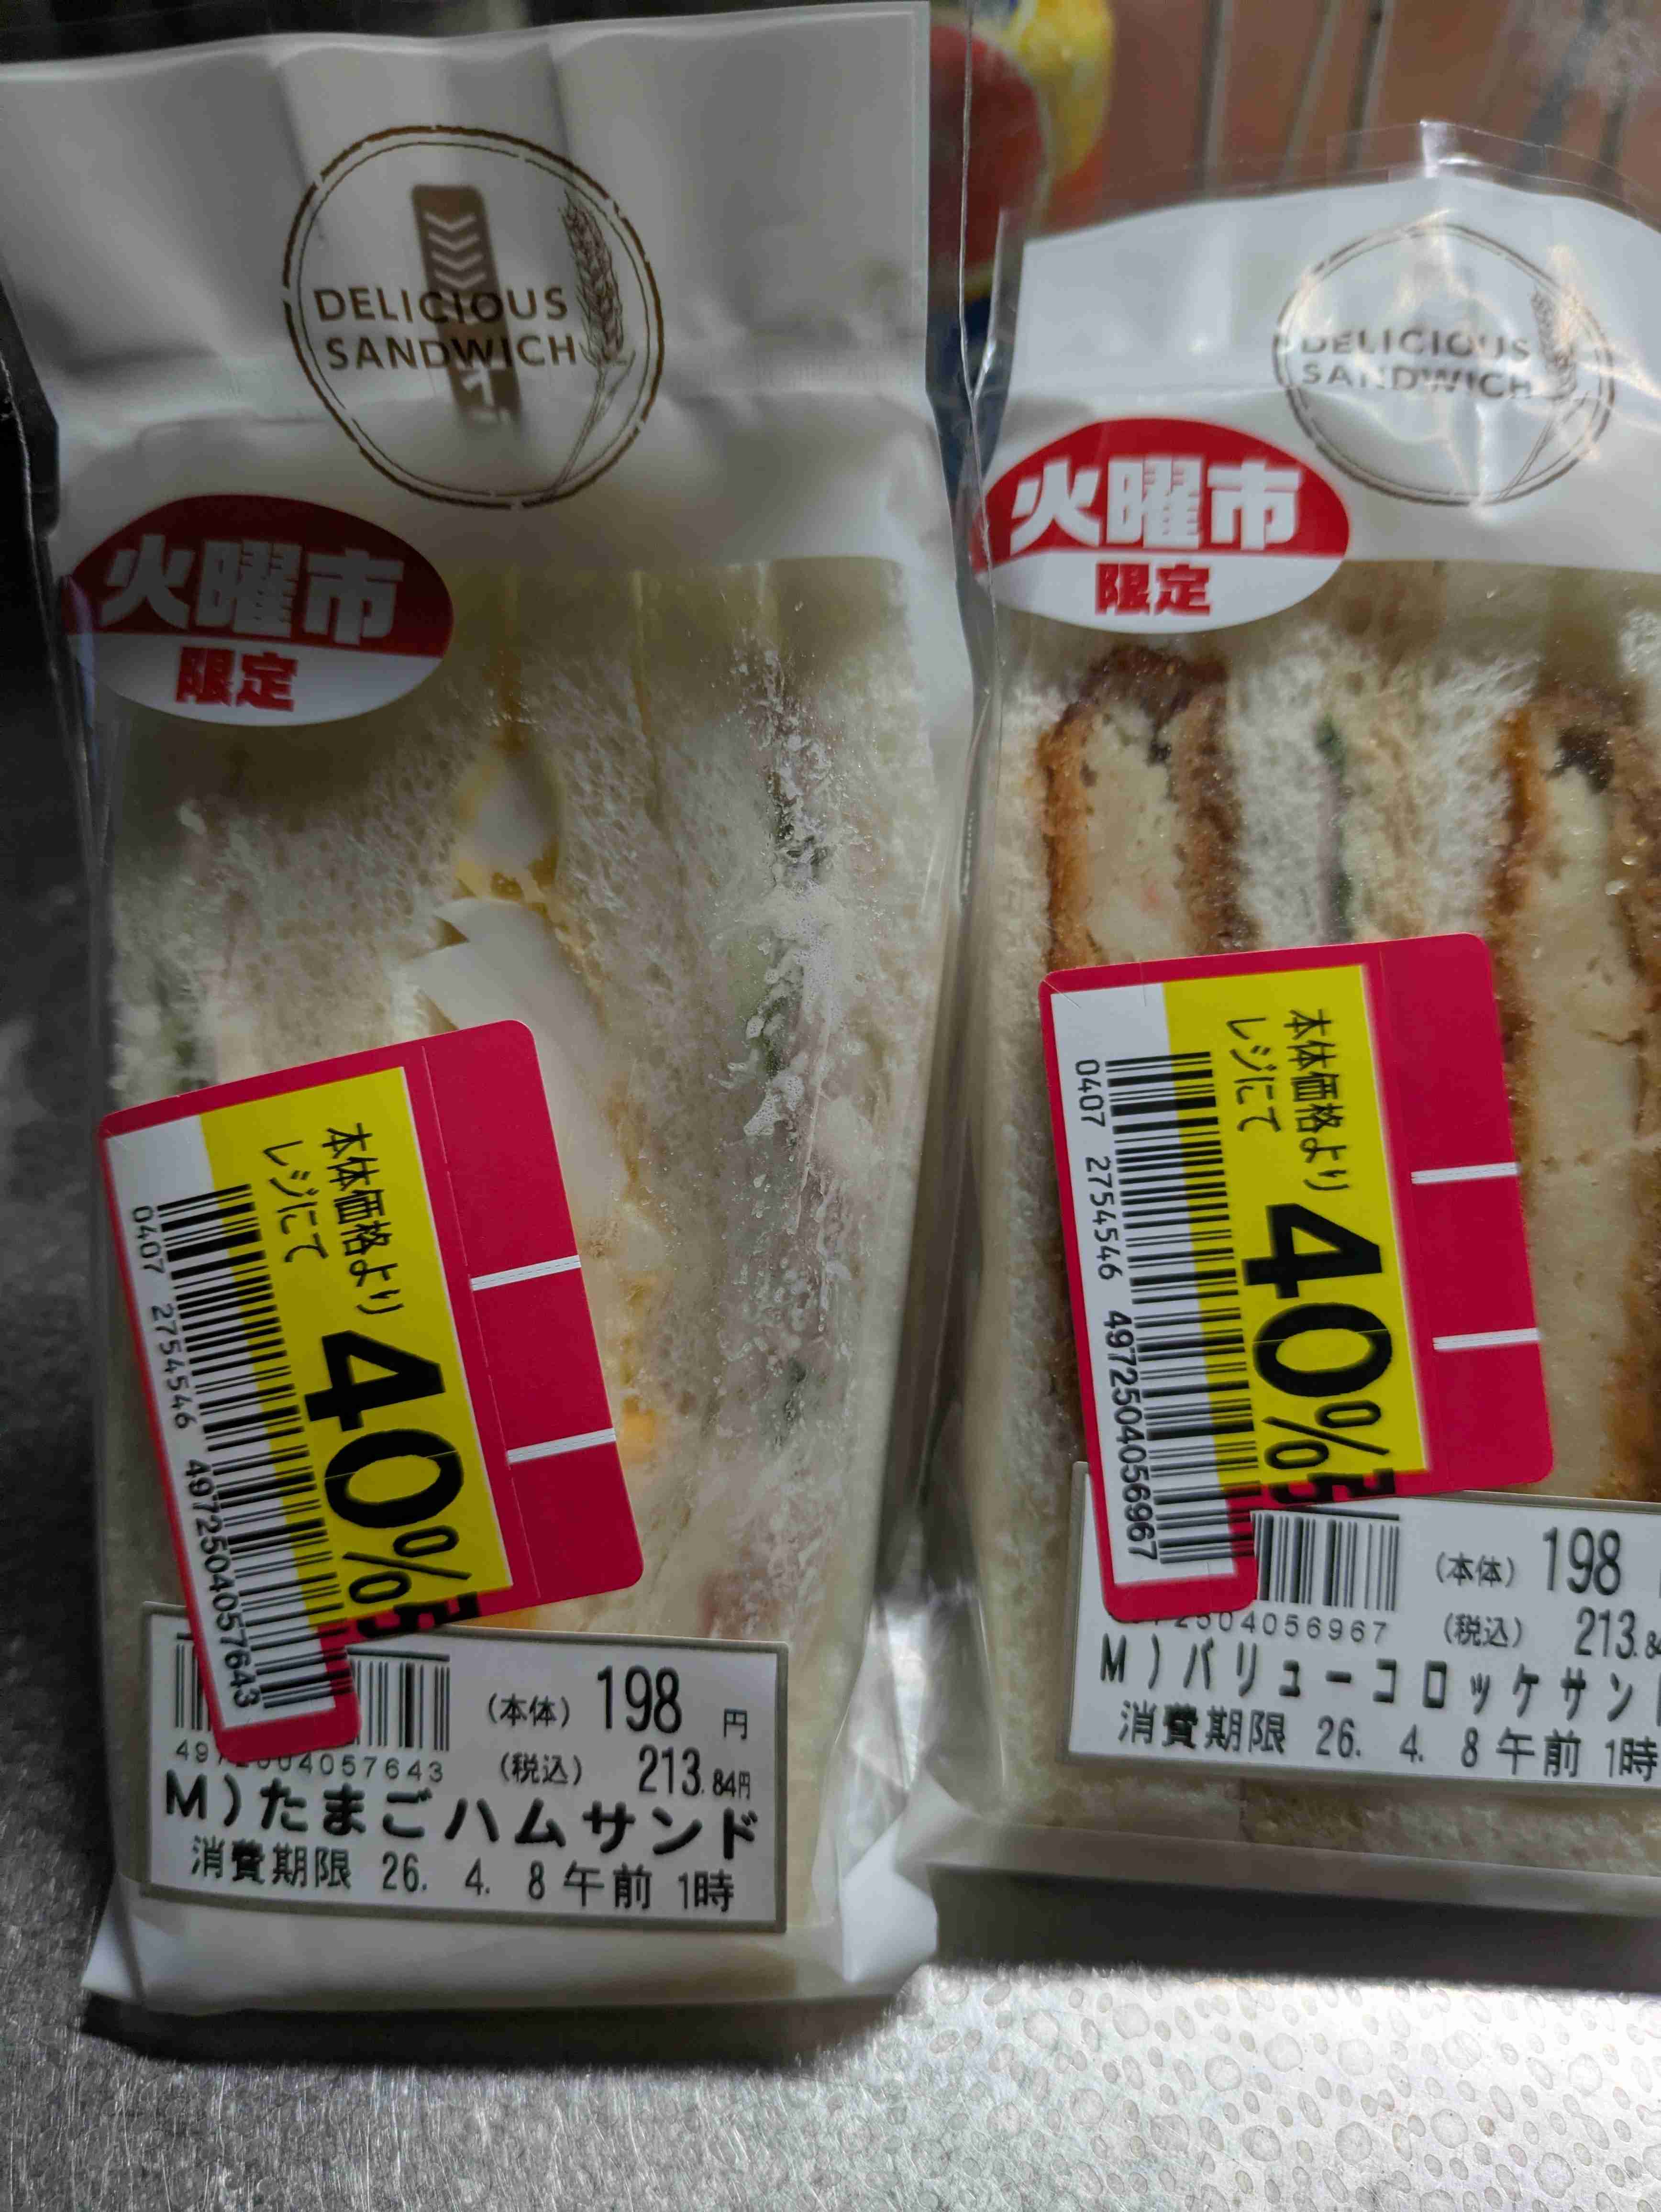 DELICIOUS
SANDWICH
火曜市
限定
本体価格より
レジにて
40%
0407 2754546 4972504057643
(本体) 198 円
(税込) 213.84円
4057643
M)たまごハムサンド
消費期限 26. 4. 8 午前 1時
DELICIOUS
SANDWICH
火曜市
限定
本体価格より
レジにて
40%
0407 2754546 4972504056967
(本体) 198
(税込) 213.84
2504056967
M)バリューコロッケサン
消費期限 26. 4. 8 午前 1時